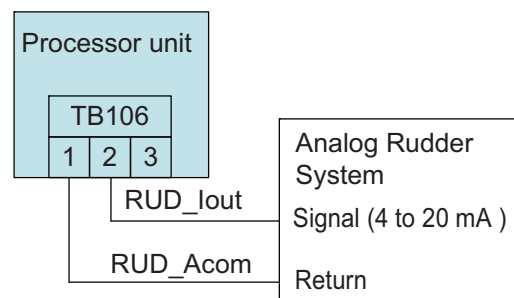 Processor unit
TB106
1 2 3
Analog Rudder
System
RUD_Iout
Signal (4 to 20 mA )
RUD_Acom
Return